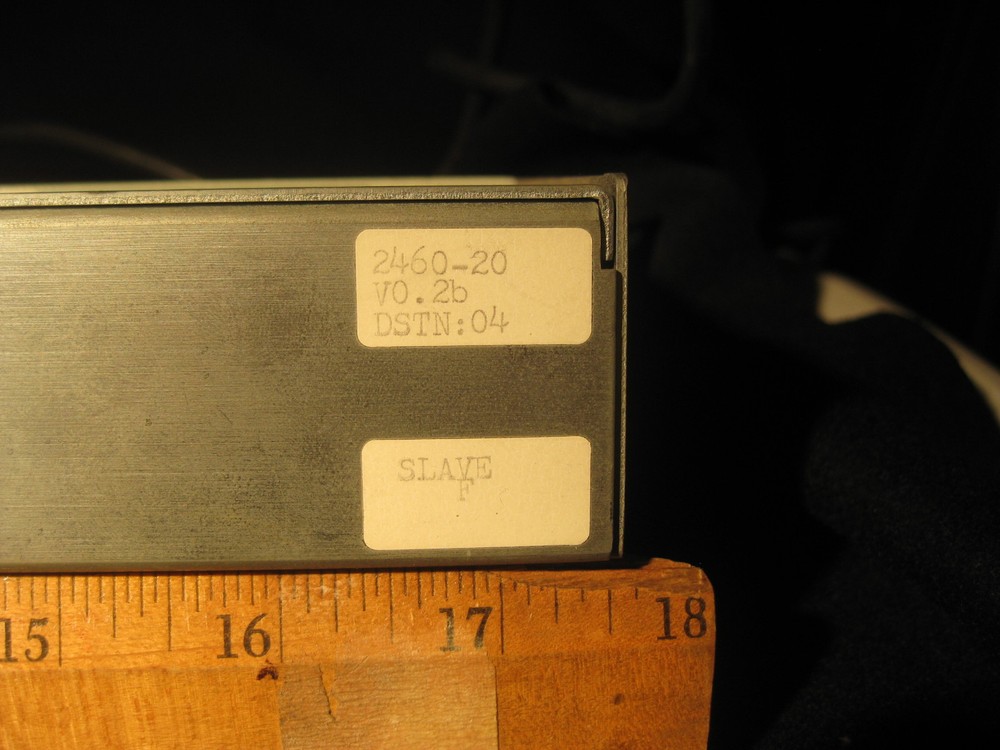 2460-20
V0.2b
DSTN:04
SLAVE
F
15 16 17 18